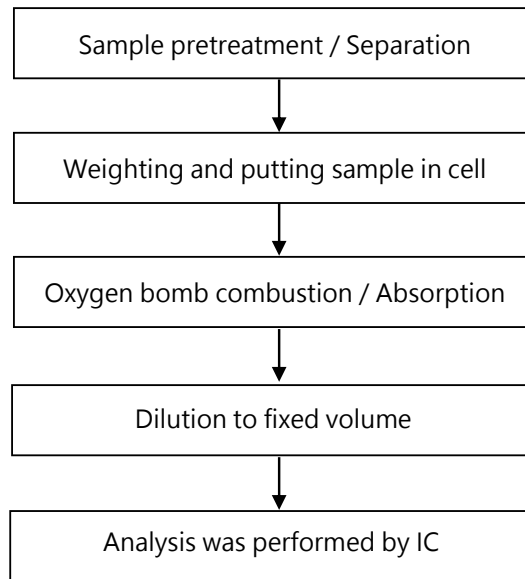 Sample pretreatment / Separation
Weighting and putting sample in cell
Oxygen bomb combustion / Absorption
Dilution to fixed volume
Analysis was performed by IC